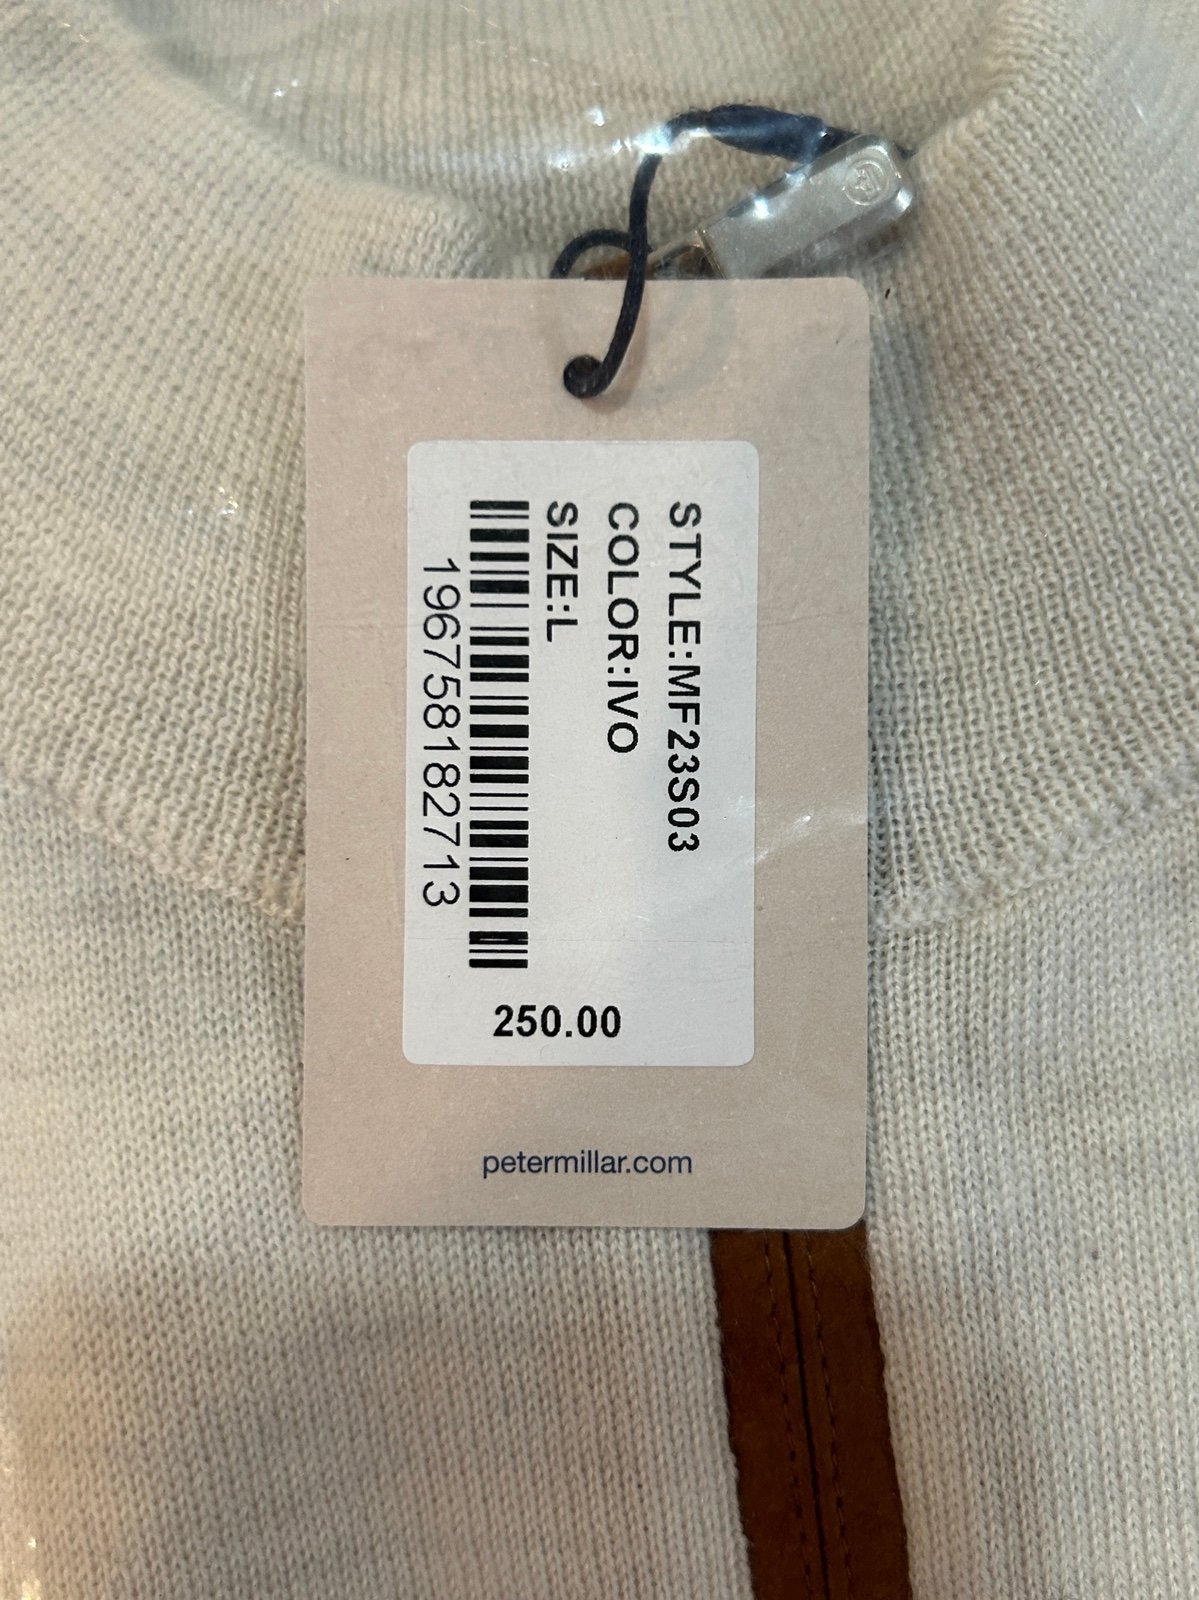 STYLE:MF23S03
COLOR:IVO
SIZE:L
196758182713
250.00
petermillar.com